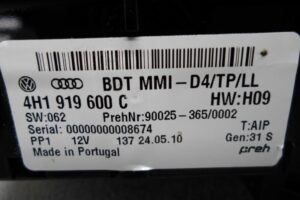 BDT MMI-D4/TP/LL
4H1 919 600 C HW:H09
SW:062 PrehNr:90025-365/0002
Serial: 00000000008674 T:AIP
PP1 12V 137 24.05.10 Gen:31 S
Made in Portugal preh